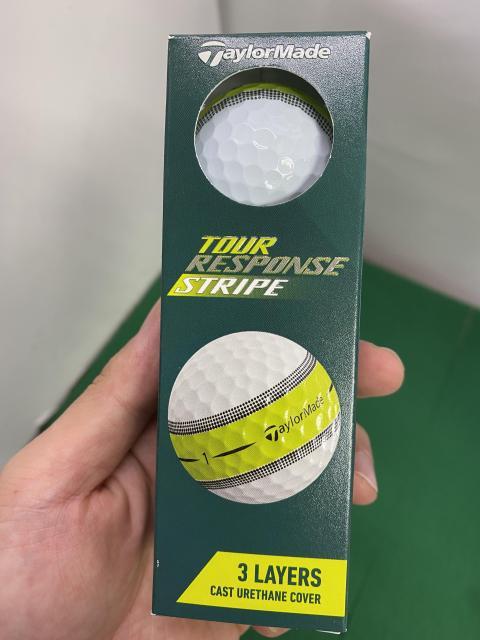 TaylorMade
TOUR
RESPONSE
STRIPE
1 TaylorMade
3 LAYERS
CAST URETHANE COVER